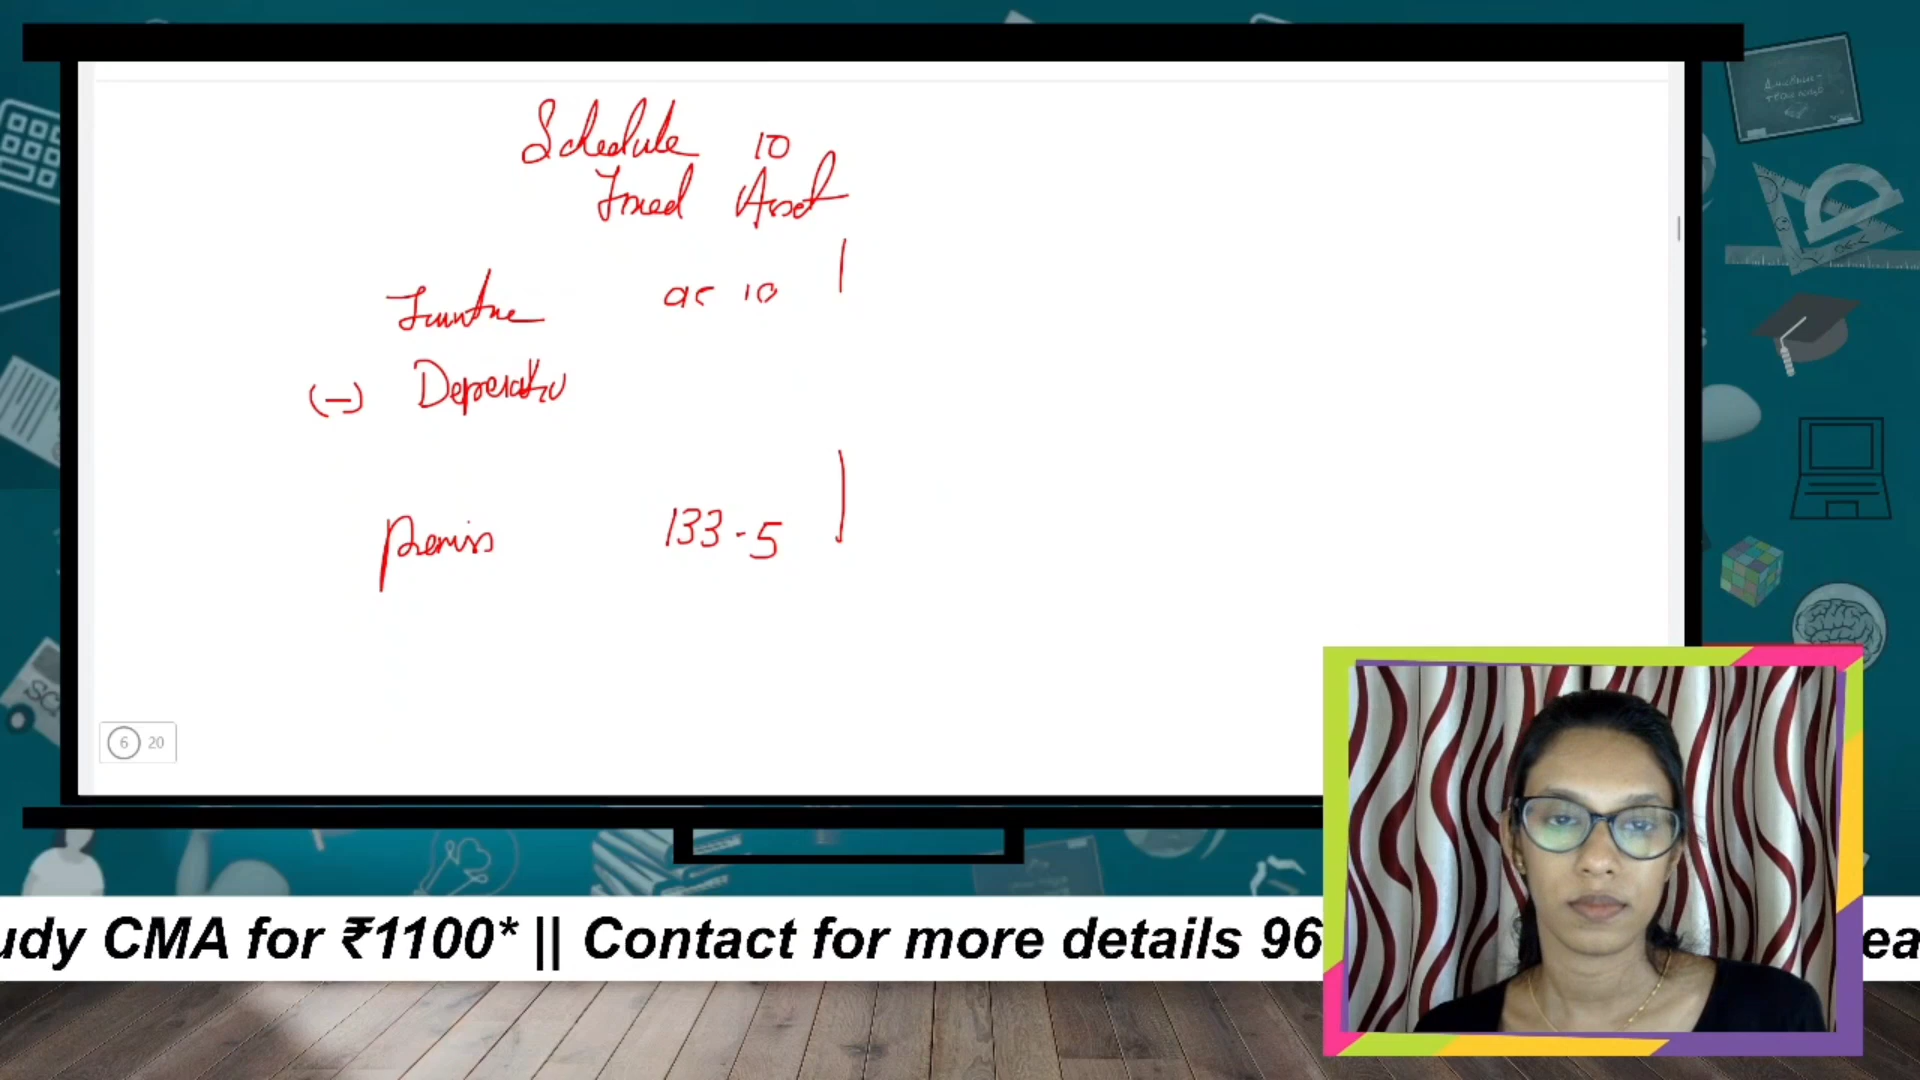 Schedule 10
Fixed Asset
Furniture 10
(-) Depreciation
Premises 133-5
6 20
udy CMA for ₹1100* || Contact for more details 96
ea